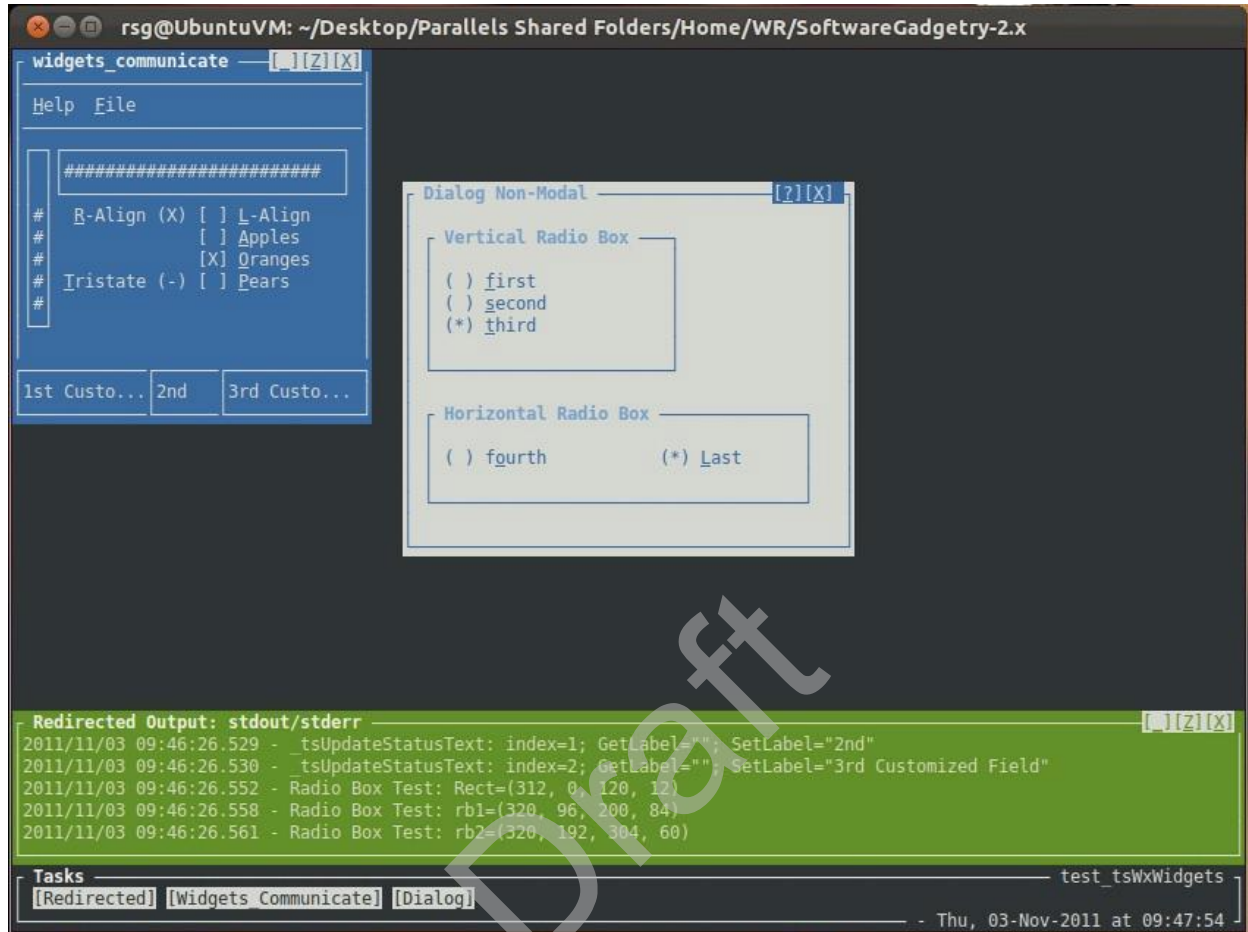 rsg@UbuntuVM: ~/Desktop/Parallels Shared Folders/Home/WR/SoftwareGadgetry-2.x
widgets_communicate [_][Z][X]
Help File
#########################
# R-Align (X) [ ] L-Align
# [ ] Apples
# [X] Oranges
# Tristate (-) [ ] Pears
#
1st Custo... 2nd 3rd Custo...
Dialog Non-Modal [?][X]
Vertical Radio Box
( ) first
( ) second
(*) third
Horizontal Radio Box
( ) fourth (*) Last
Redirected Output: stdout/stderr [_][Z][X]
2011/11/03 09:46:26.529 - _tsUpdateStatusText: index=1; GetLabel=""; SetLabel="2nd"
2011/11/03 09:46:26.530 - _tsUpdateStatusText: index=2; GetLabel=""; SetLabel="3rd Customized Field"
2011/11/03 09:46:26.552 - Radio Box Test: Rect=(312, 0, 120, 12)
2011/11/03 09:46:26.558 - Radio Box Test: rb1=(320, 96, 200, 84)
2011/11/03 09:46:26.561 - Radio Box Test: rb2=(320, 192, 304, 60)
Tasks test_tsWxWidgets
[Redirected] [Widgets_Communicate] [Dialog]
- Thu, 03-Nov-2011 at 09:47:54
Draft